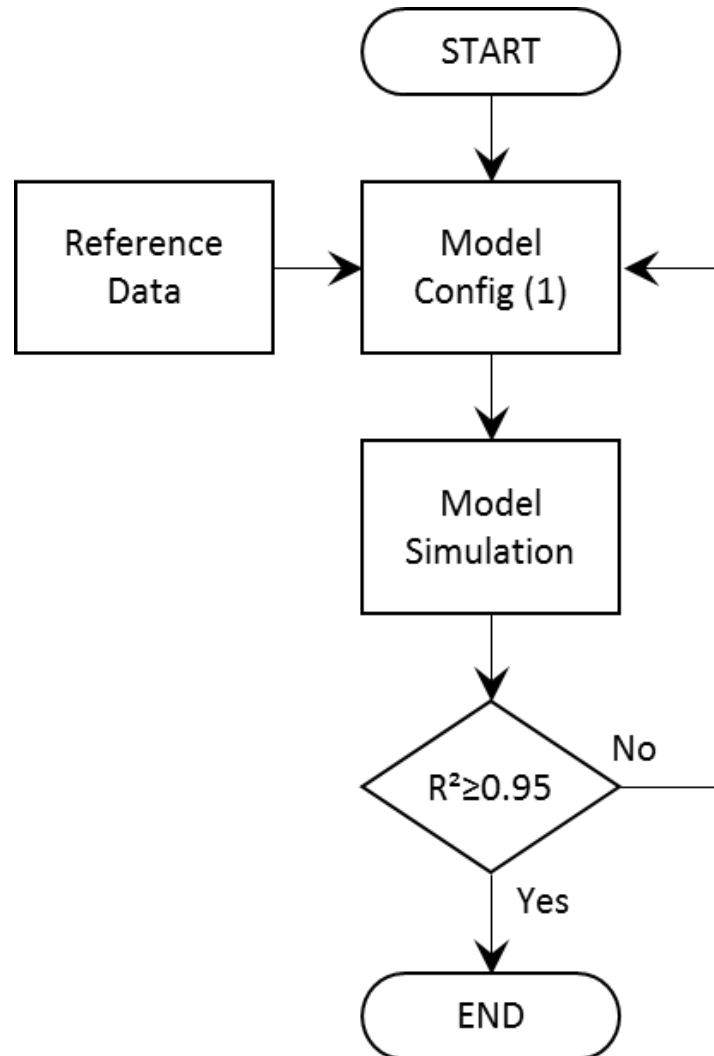 START
Reference
Data
Model
Config (1)
Model
Simulation
R²≥0.95
No
Yes
END